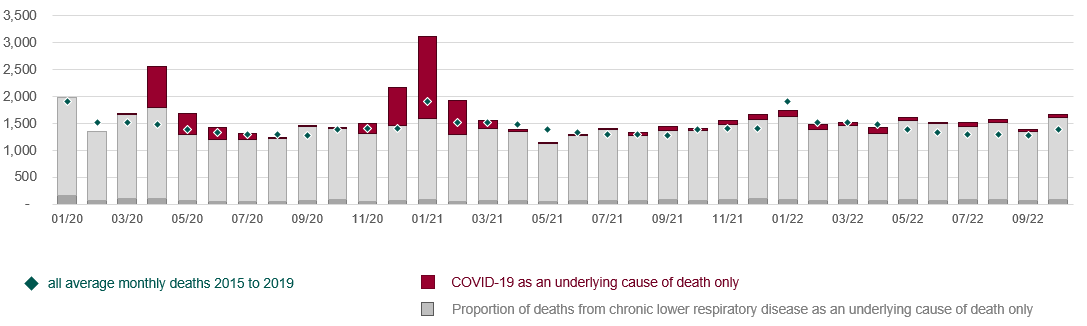 3,500
3,000
2,500
2,000
1,500
1,000
500
-
01/20 03/20 05/20 07/20 09/20 11/20 01/21 03/21 05/21 07/21 09/21 11/21 01/22 03/22 05/22 07/22 09/22
all average monthly deaths 2015 to 2019
COVID-19 as an underlying cause of death only
Proportion of deaths from chronic lower respiratory disease as an underlying cause of death only